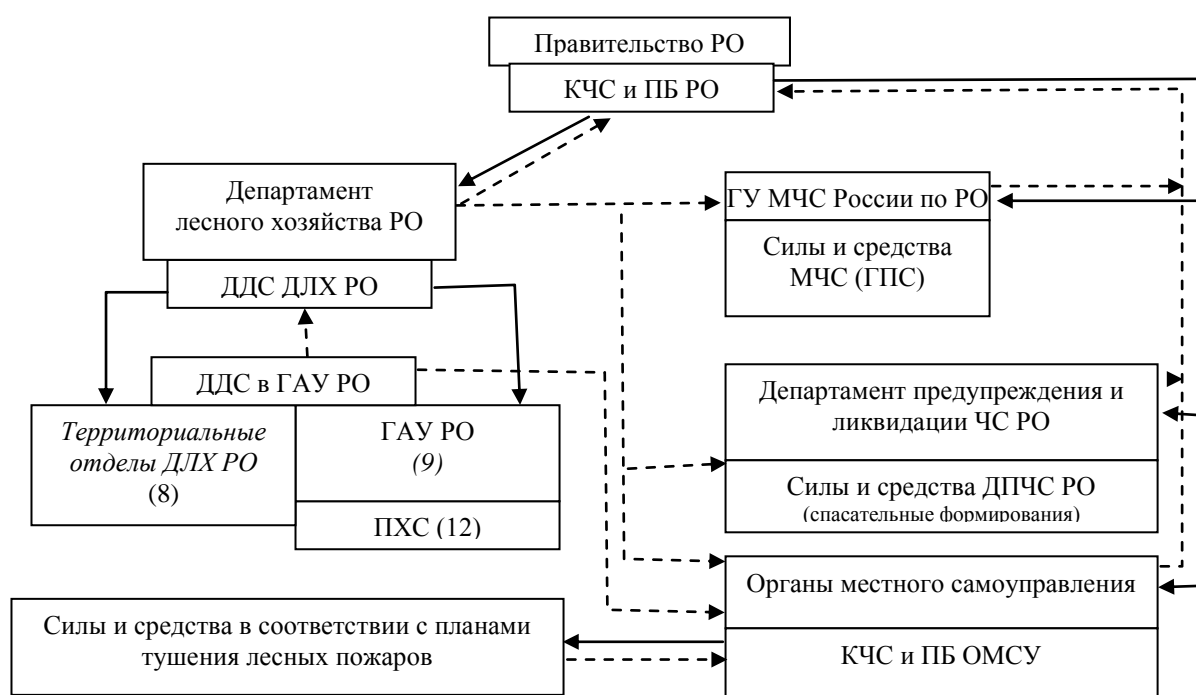 Правительство РО
КЧС и ПБ РО
Департамент
лесного хозяйства РО
ДДС ДЛХ РО
ДДС в ГАУ РО
Территориальные
отделы ДЛХ РО
(8)
ГАУ РО
(9)
ПХС (12)
ГУ МЧС России по РО
Силы и средства
МЧС (ГПС)
Департамент предупреждения и
ликвидации ЧС РО
Силы и средства ДПЧС РО
(спасательные формирования)
Органы местного самоуправления
КЧС и ПБ ОМСУ
Силы и средства в соответствии с планами
тушения лесных пожаров